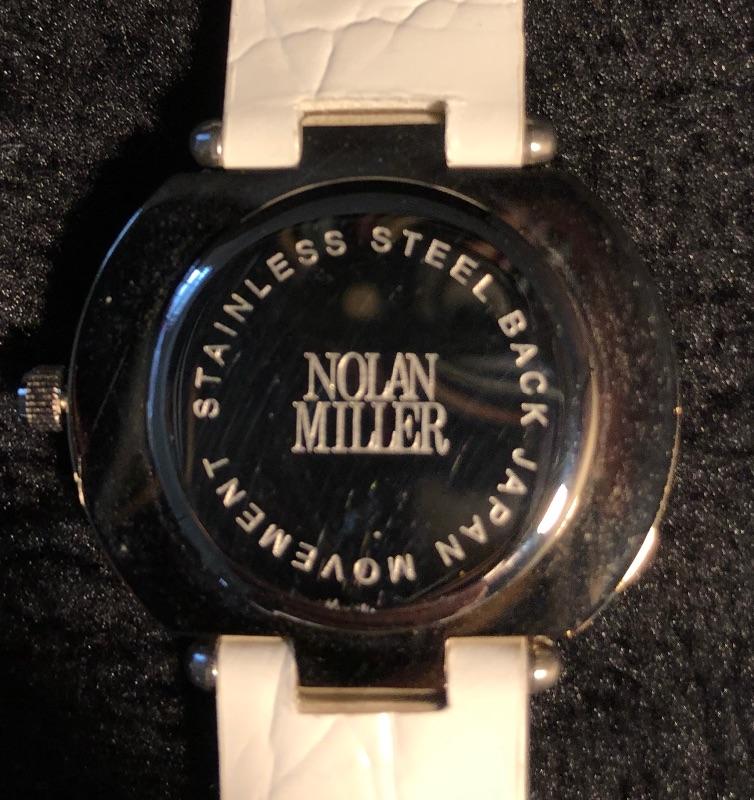 NOLAN
MILLER
STAINLESS STEEL BACK JAPAN MOVEMENT